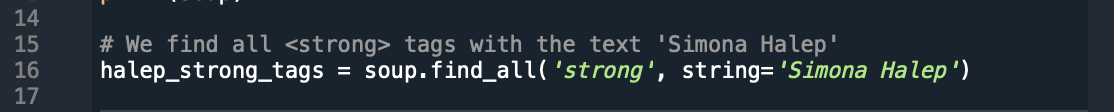 14
15 # We find all <strong> tags with the text 'Simona Halep'
16 halep_strong_tags = soup.find_all('strong', string='Simona Halep')
17